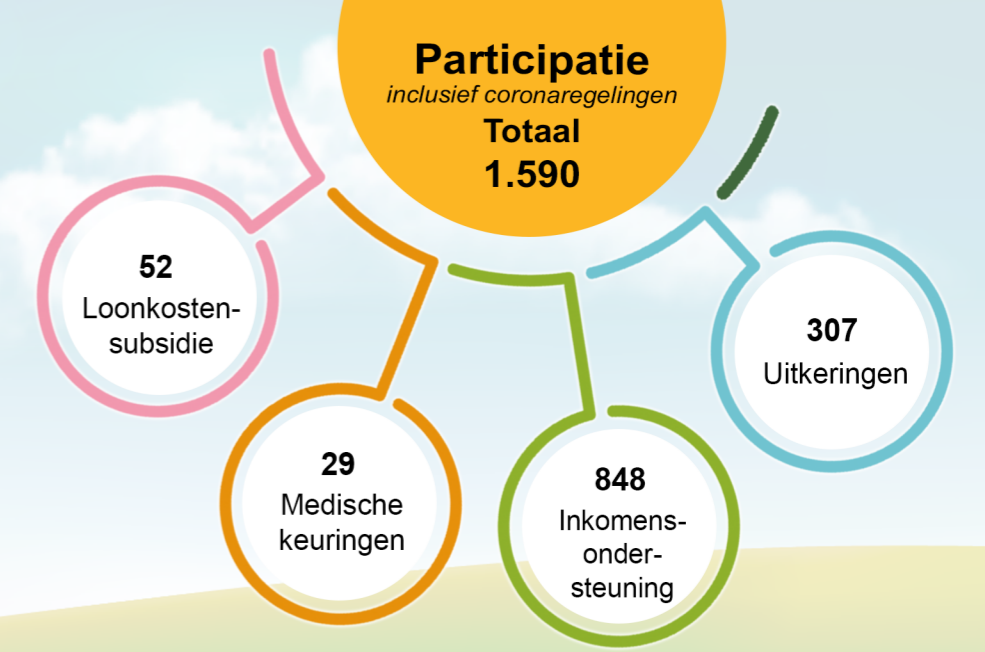 Participatie
inclusief coronaregelingen
Totaal
1.590
52
Loonkosten-
subsidie
29
Medische
keuringen
848
Inkomens-
onder-
steuning
307
Uitkeringen